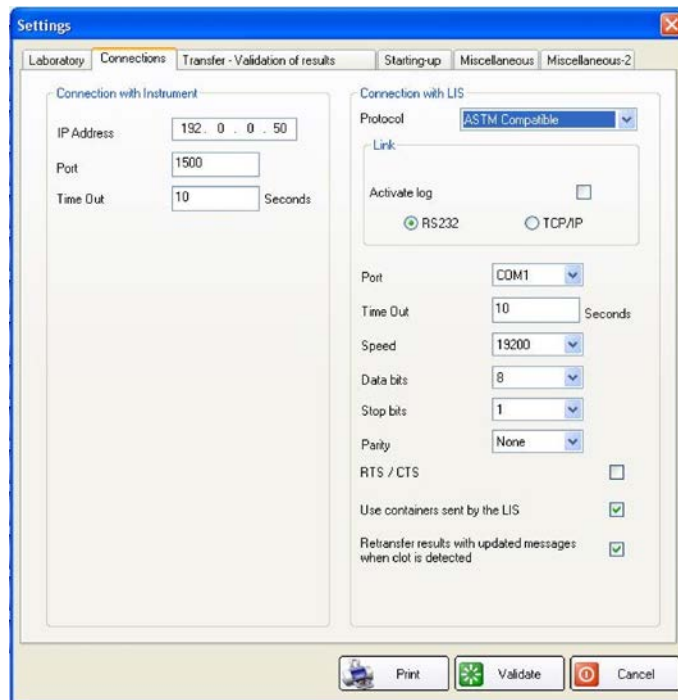 Settings
Laboratory Connections Transfer - Validation of results Starting-up Miscellaneous Miscellaneous-2
Connection with Instrument
IP Address 192. 0 . 0 . 50
Port 1500
Time Out 10 Seconds
Connection with LIS
Protocol ASTM Compatible
Link
Activate log
RS232 TCP/IP
Port COM1
Time Out 10 Seconds
Speed 19200
Data bits 8
Stop bits 1
Parity None
RTS / CTS
Use containers sent by the LIS
Retransfer results with updated messages
when clot is detected
Print Validate Cancel